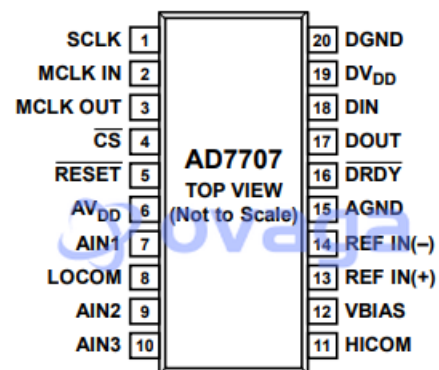 SCLK 1
MCLK IN 2
MCLK OUT 3
CS 4
RESET 5
AVDD 6
AIN1 7
LOCOM 8
AIN2 9
AIN3 10
AD7707
TOP VIEW
(Not to Scale)
20 DGND
19 DVDD
18 DIN
17 DOUT
16 DRDY
15 AGND
14 REF IN(–)
13 REF IN(+)
12 VBIAS
11 HICOM
ovaga